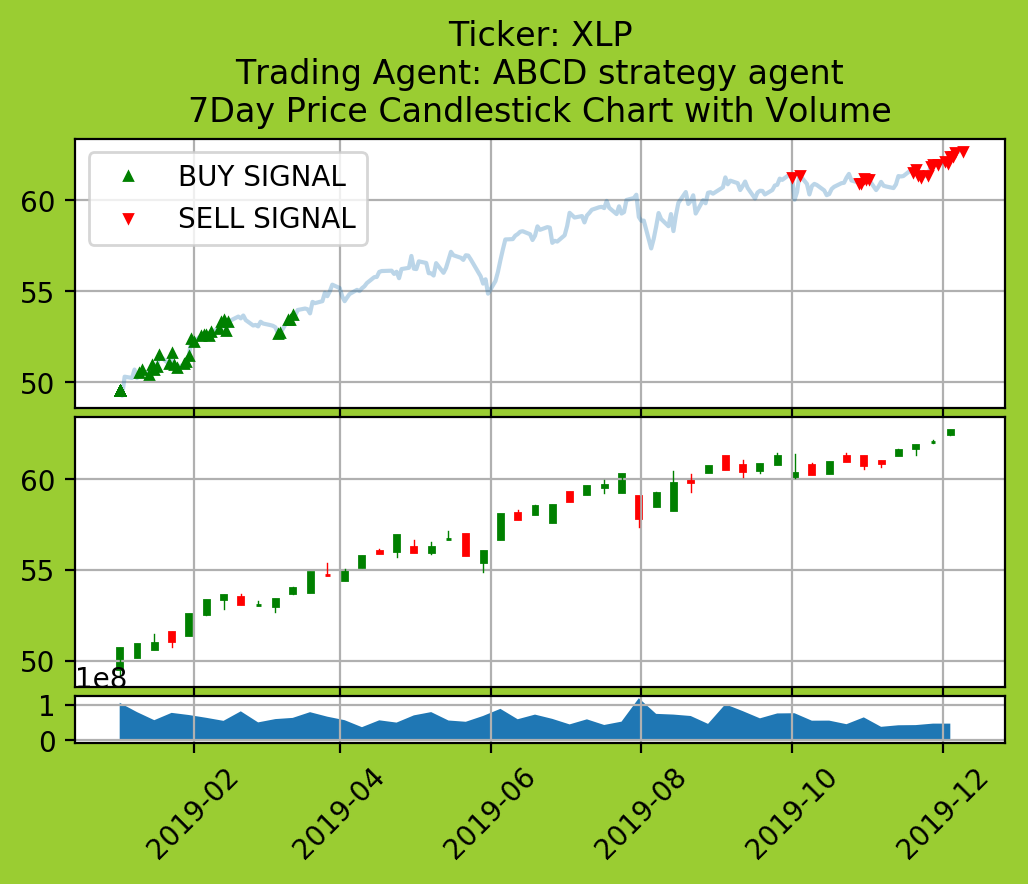 Ticker: XLP
Trading Agent: ABCD strategy agent
7Day Price Candlestick Chart with Volume
BUY SIGNAL
SELL SIGNAL
60
55
50
60
55
50
1e8
1
0
2019-02
2019-04
2019-06
2019-08
2019-10
2019-12